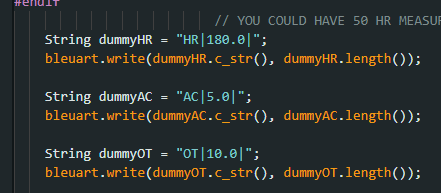 #endif
// YOU COULD HAVE 50 HR MEASUR
String dummyHR = "HR|180.0|";
bleuart.write(dummyHR.c_str(), dummyHR.length());
String dummyAC = "AC|5.0|";
bleuart.write(dummyAC.c_str(), dummyAC.length());
String dummyOT = "OT|10.0|";
bleuart.write(dummyOT.c_str(), dummyOT.length());